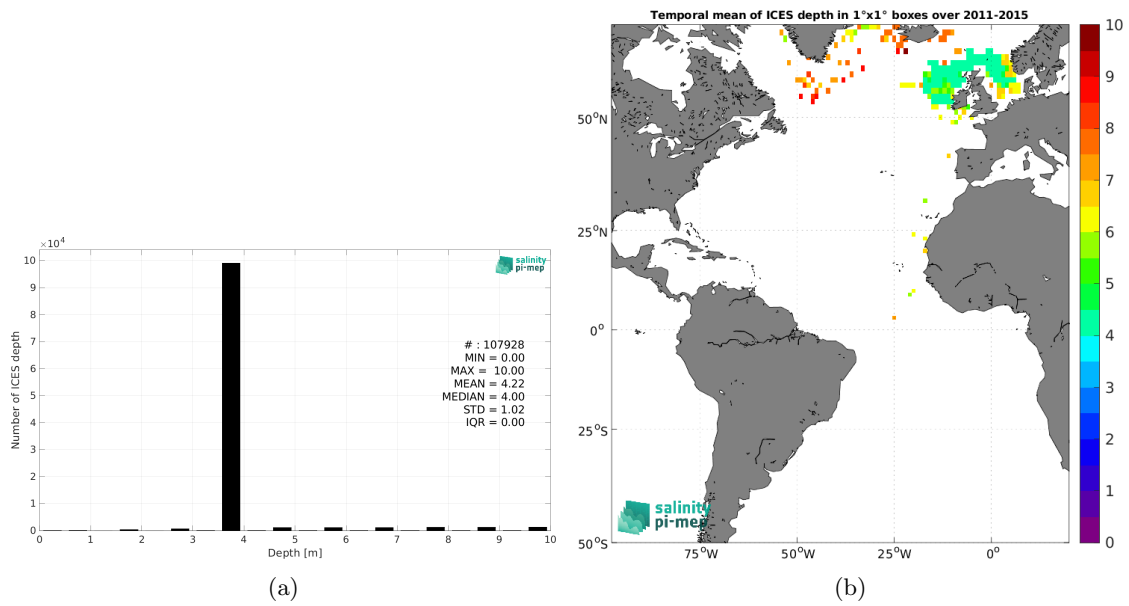 ×10⁴
10
9
8
7
6
5
4
3
2
1
0
Number of ICES depth
salinity
pi-mep
# : 107928
MIN = 0.00
MAX = 10.00
MEAN = 4.22
MEDIAN = 4.00
STD = 1.02
IQR = 0.00
0 1 2 3 4 5 6 7 8 9 10
Depth [m]
(a)
Temporal mean of ICES depth in 1°x1° boxes over 2011-2015
50°N
25°N
0°
25°S
50°S
75°W 50°W 25°W 0°
salinity
pi-mep
10
9
8
7
6
5
4
3
2
1
0
(b)